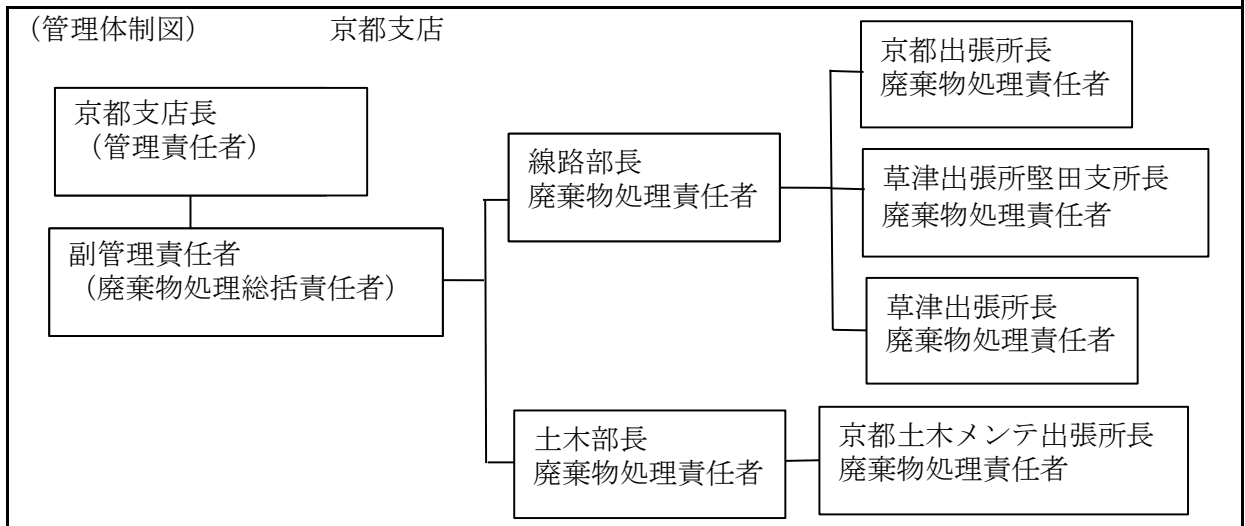 （管理体制図）　　　　京都支店
京都支店長
（管理責任者）
副管理責任者
（廃棄物処理総括責任者）
線路部長
廃棄物処理責任者
京都出張所長
廃棄物処理責任者
草津出張所堅田支所長
廃棄物処理責任者
草津出張所長
廃棄物処理責任者
土木部長
廃棄物処理責任者
京都土木メンテ出張所長
廃棄物処理責任者